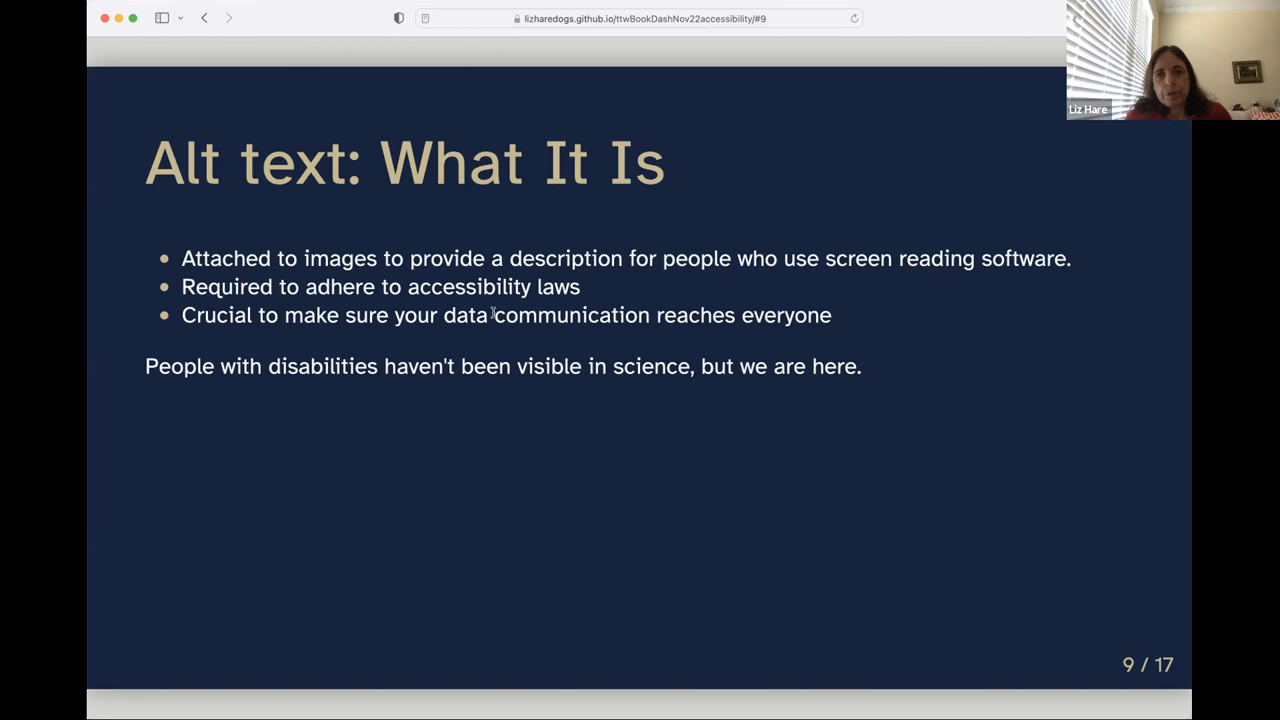 lizharedogs.github.io/ttwBookDashNov22accessibility/#9
Liz Hare
Alt text: What It Is
Attached to images to provide a description for people who use screen reading software.
Required to adhere to accessibility laws
Crucial to make sure your data communication reaches everyone
People with disabilities haven't been visible in science, but we are here.
9 / 17